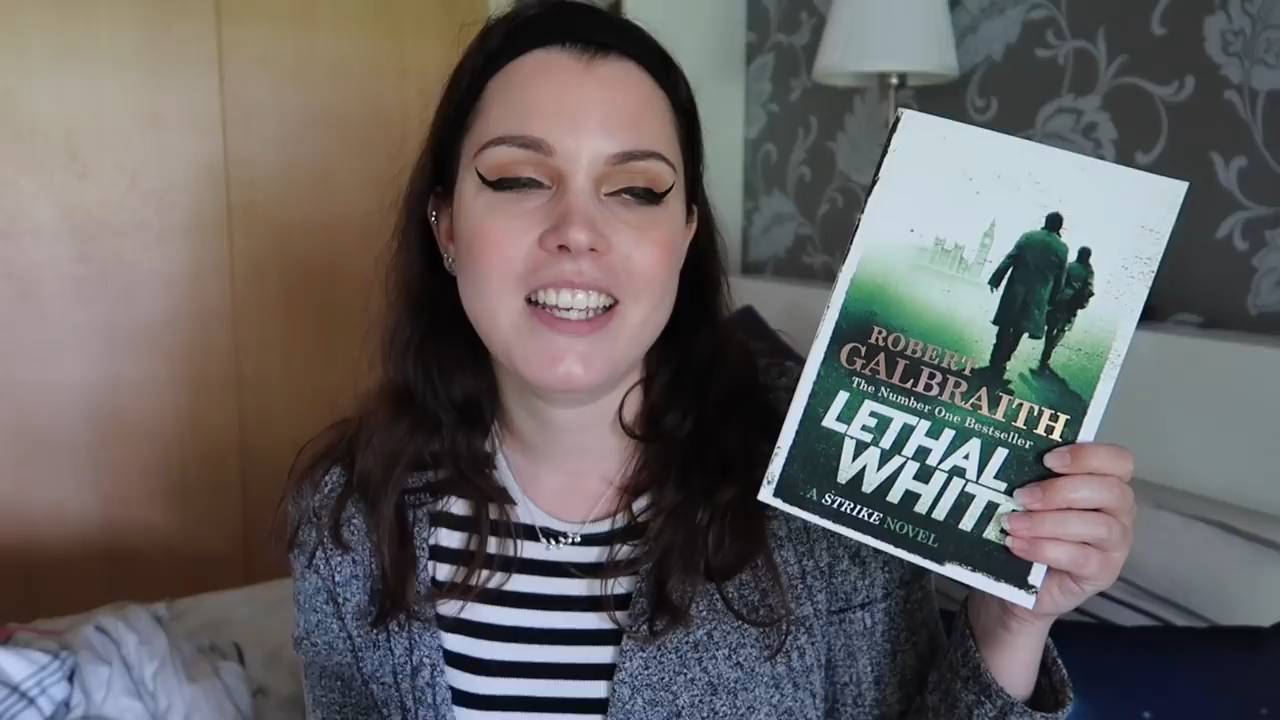 ROBERT
GALBRAITH
The Number One Bestseller
LETHAL
WHITE
A STRIKE NOVEL